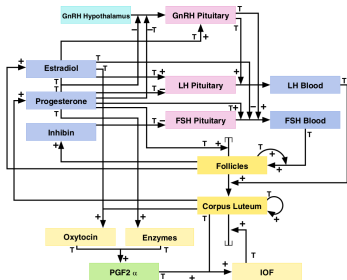 GnRH Hypothalamus
GnRH Pituitary
T
T
- -T
T
+
T
Estradiol
+
T
T +
LH Pituitary
+
LH Blood
Progesterone
+
T -
T+
T
Inhibin
T -
FSH Pituitary
+
FSH Blood
+
T
+
T
T
+
Follicles
+
T
+
Corpus Luteum
T
+
T
T
+
+
Oxytocin
Enzymes
T
T
+
+
T
PGF2 α
T
+
IOF